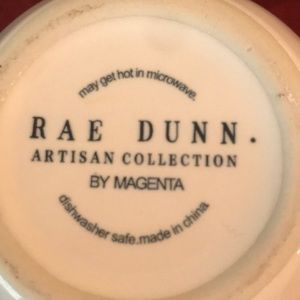 may get hot in microwave.
RAE DUNN.
ARTISAN COLLECTION
BY MAGENTA
dishwasher safe.made in china.